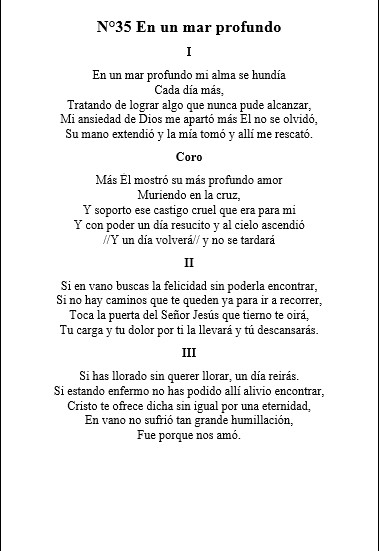 N°35 En un mar profundo
I
En un mar profundo mi alma se hundía
Cada día más,
Tratando de lograr algo que nunca pude alcanzar,
Mi ansiedad de Dios me apartó más El no se olvidó,
Su mano extendió y la mía tomó y allí me rescató.
Coro
Más Él mostró su más profundo amor
Muriendo en la cruz,
Y soporto ese castigo cruel que era para mi
Y con poder un día resucito y al cielo ascendió
//Y un día volverá// y no se tardará
II
Si en vano buscas la felicidad sin poderla encontrar,
Si no hay caminos que te queden ya para ir a recorrer,
Toca la puerta del Señor Jesús que tierno te oirá,
Tu carga y tu dolor por ti la llevará y tú descansarás.
III
Si has llorado sin querer llorar, un día reirás.
Si estando enfermo no has podido allí alivio encontrar,
Cristo te ofrece dicha sin igual por una eternidad,
En vano no sufrió tan grande humillación,
Fue porque nos amó.